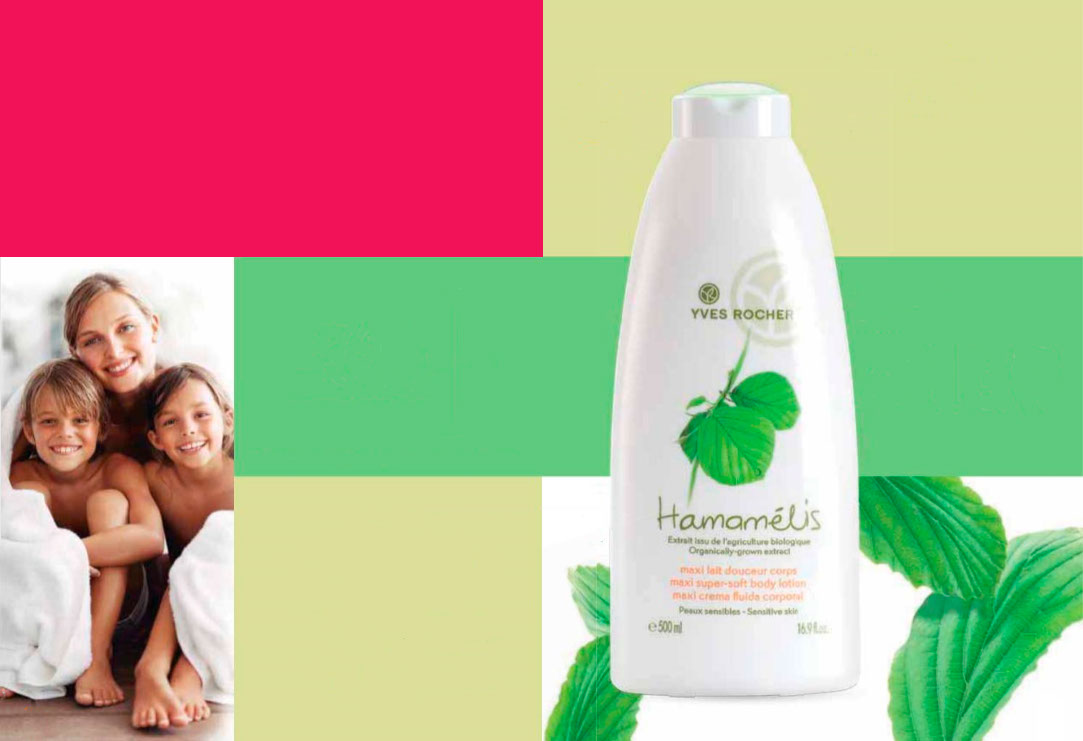 YVES ROCHER
Hamamélis
Extrait issu de l'agriculture biologique
Organically-grown extract
maxi lait douceur corps
maxi super-soft body lotion
maxi crema fluida corporal
Peaux sensibles - Sensitive skin
e 500 ml 16.9 fl.oz.